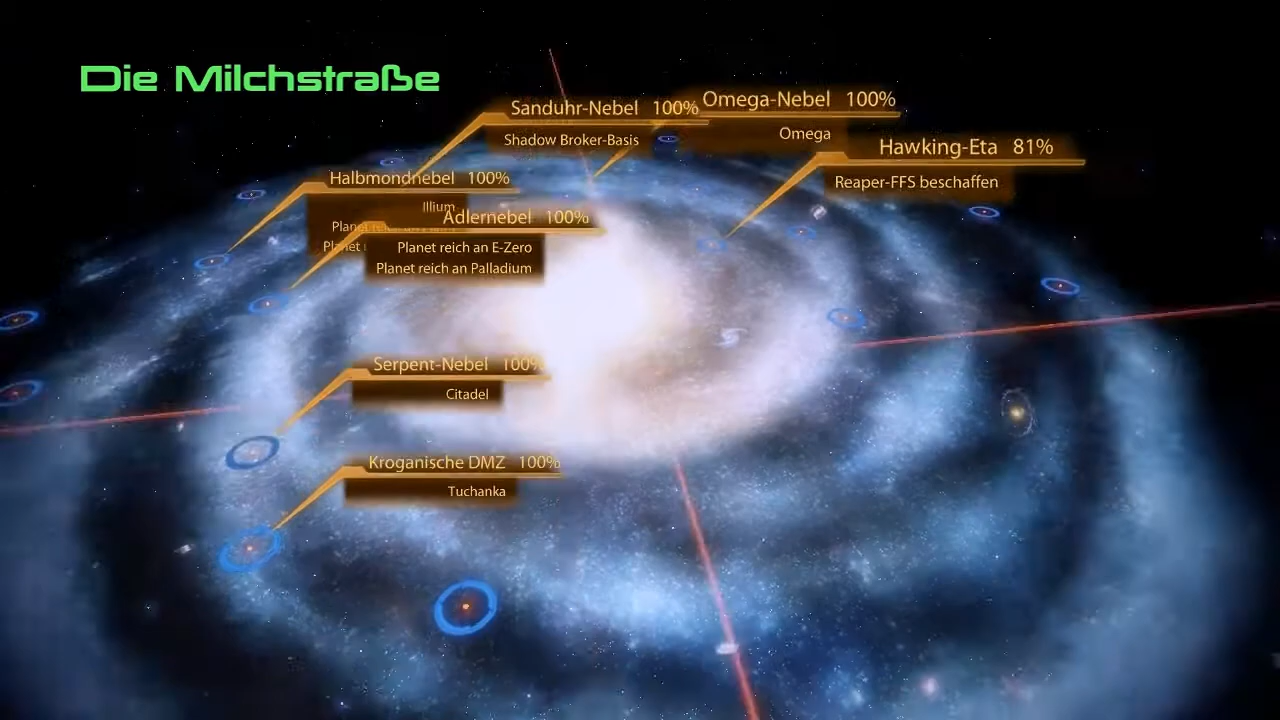 Die Milchstraße
Sanduhr-Nebel 100%
Shadow Broker-Basis
Omega-Nebel 100%
Omega
Hawking-Eta 81%
Reaper-FFS beschaffen
Halbmondnebel 100%
Illium
Planet
Planet
Adlernebel 100%
Planet reich an E-Zero
Planet reich an Palladium
Serpent-Nebel 100%
Citadel
Kroganische DMZ 100%
Tuchanka